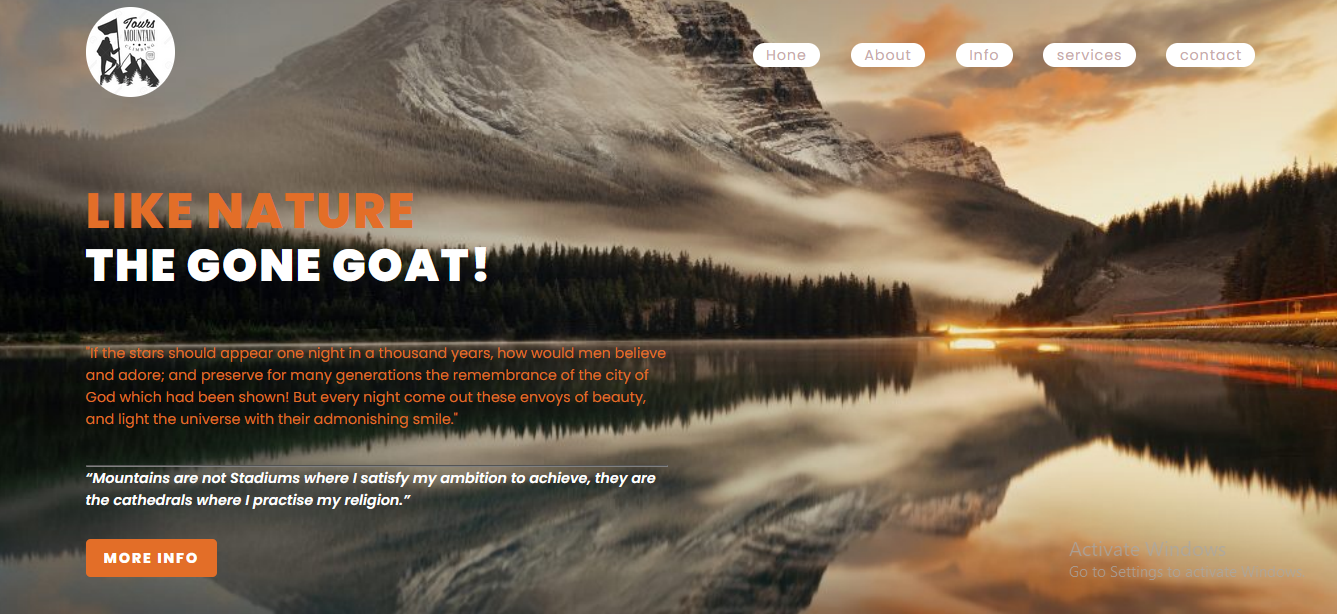 Tours
MOUNTAIN
CLIMBING
Hone
About
Info
services
contact
LIKE NATURE
THE GONE GOAT!
"If the stars should appear one night in a thousand years, how would men believe
and adore; and preserve for many generations the remembrance of the city of
God which had been shown! But every night come out these envoys of beauty,
and light the universe with their admonishing smile."
“Mountains are not Stadiums where I satisfy my ambition to achieve, they are
the cathedrals where I practise my religion.”
MORE INFO
Activate Windows
Go to Settings to activate Windows.